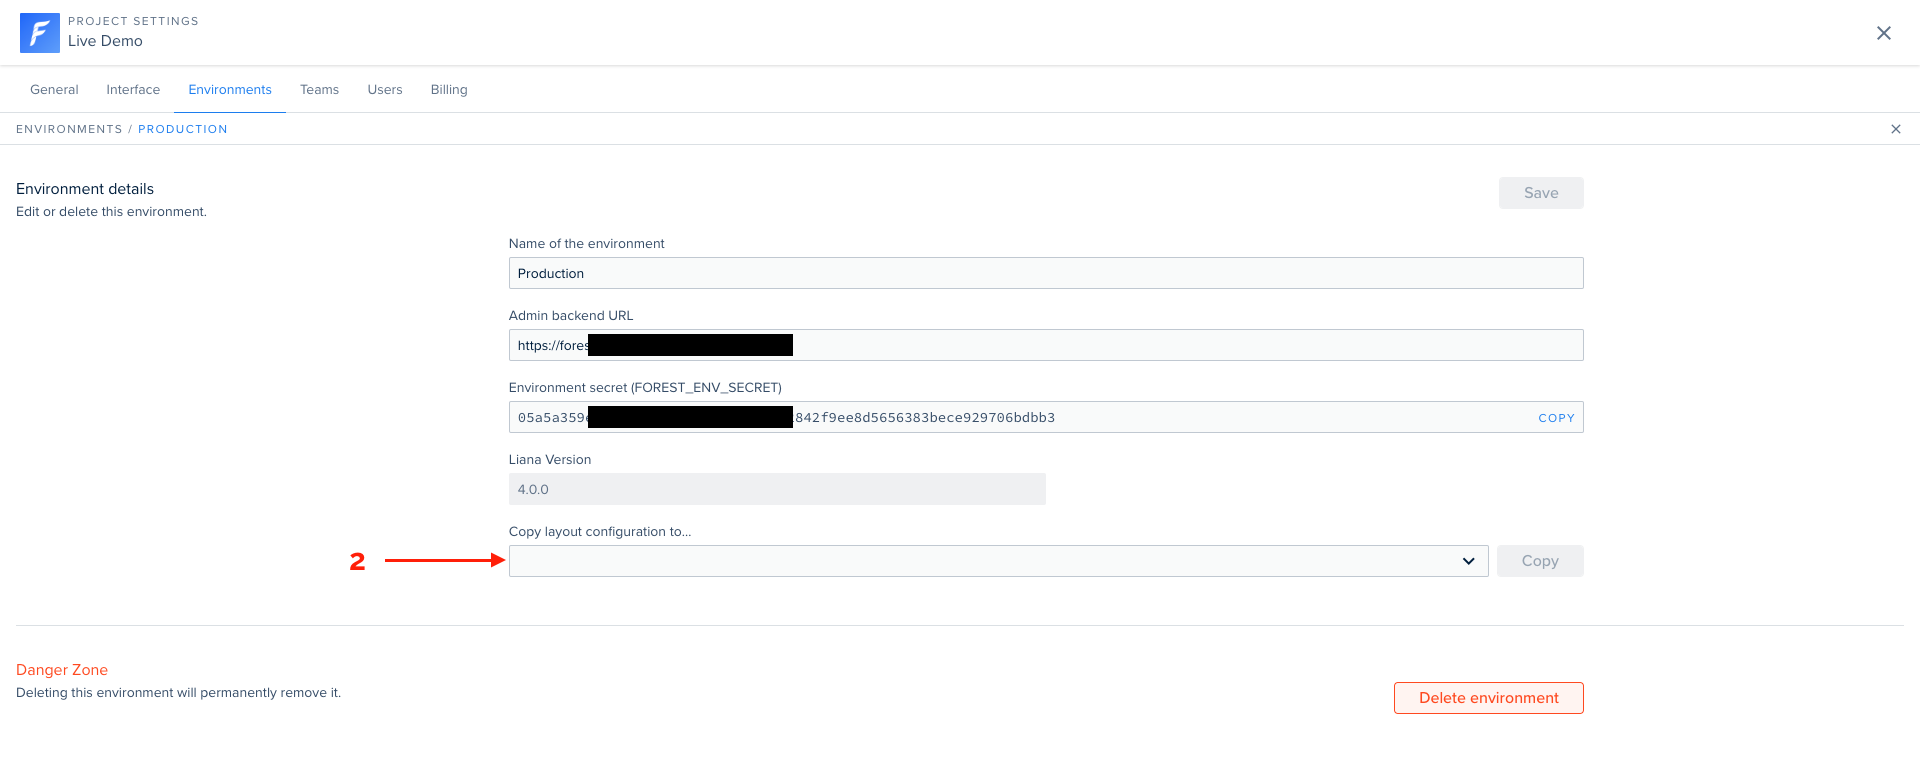 PROJECT SETTINGS
Live Demo
General Interface Environments Teams Users Billing
ENVIRONMENTS / PRODUCTION
Environment details
Save
Edit or delete this environment.
Name of the environment
Production
Admin backend URL
https://fores
Environment secret (FOREST_ENV_SECRET)
05a5a359 842f9ee8d5656383bece929706bdbb3 COPY
Liana Version
4.0.0
Copy layout configuration to...
2 Copy
Danger Zone
Deleting this environment will permanently remove it.
Delete environment